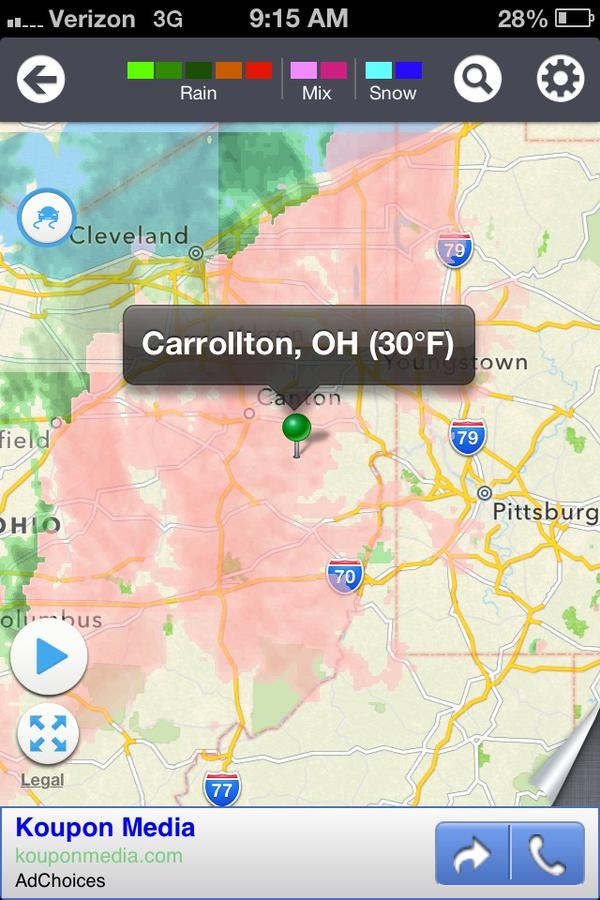 Verizon 3G 9:15 AM 28%
Rain Mix Snow
79
Cleveland
Carrollton, OH (30°F)
Youngstown
Canton
field
79
Pittsburg
OHIO
70
olumbus
Legal
77
Koupon Media
kouponmedia.com
AdChoices